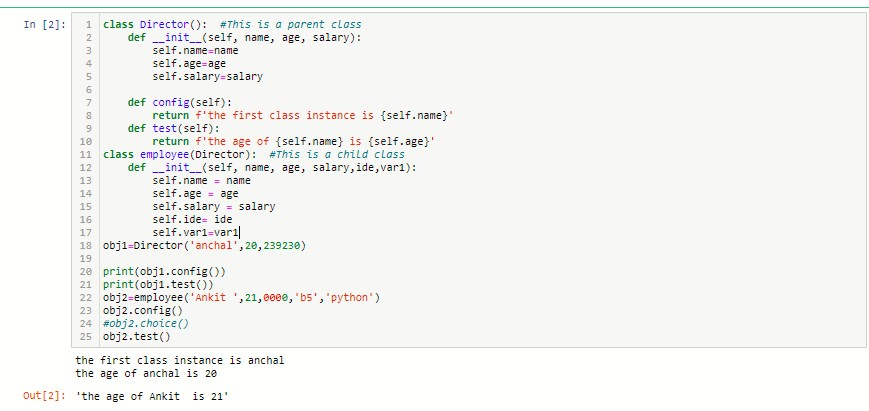 In [2]:
1 class Director():  #This is a parent class
2     def __init__(self, name, age, salary):
3         self.name=name
4         self.age=age
5         self.salary=salary
6
7     def config(self):
8         return f'the first class instance is {self.name}'
9     def test(self):
10         return f'the age of {self.name} is {self.age}'
11 class employee(Director):  #This is a child class
12     def __init__(self, name, age, salary,ide,var1):
13         self.name = name
14         self.age = age
15         self.salary = salary
16         self.ide= ide
17         self.var1=var1
18 obj1=Director('anchal',20,239230)
19
20 print(obj1.config())
21 print(obj1.test())
22 obj2=employee('Ankit ',21,0000,'b5','python')
23 obj2.config()
24 #obj2.choice()
25 obj2.test()
the first class instance is anchal
the age of anchal is 20
Out[2]: 'the age of Ankit  is 21'